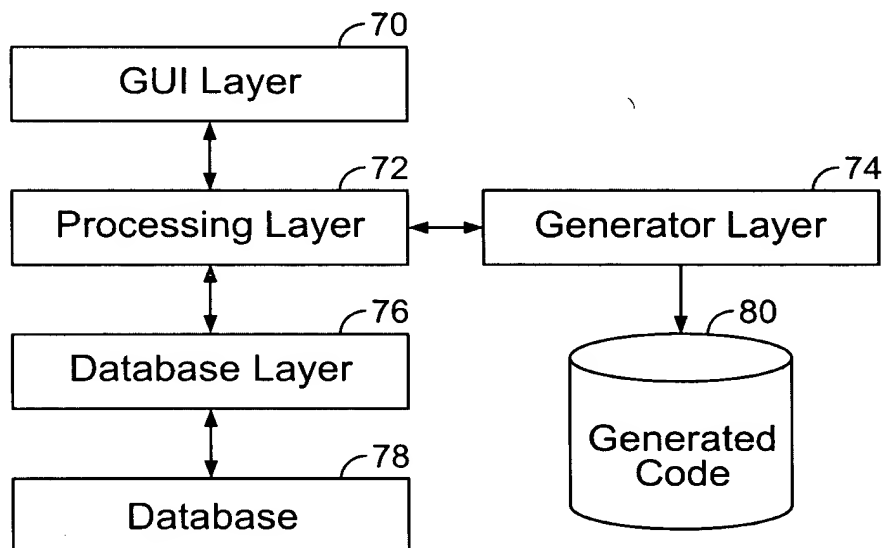 70
GUI Layer
72
Processing Layer
74
Generator Layer
76
Database Layer
80
Generated
Code
78
Database